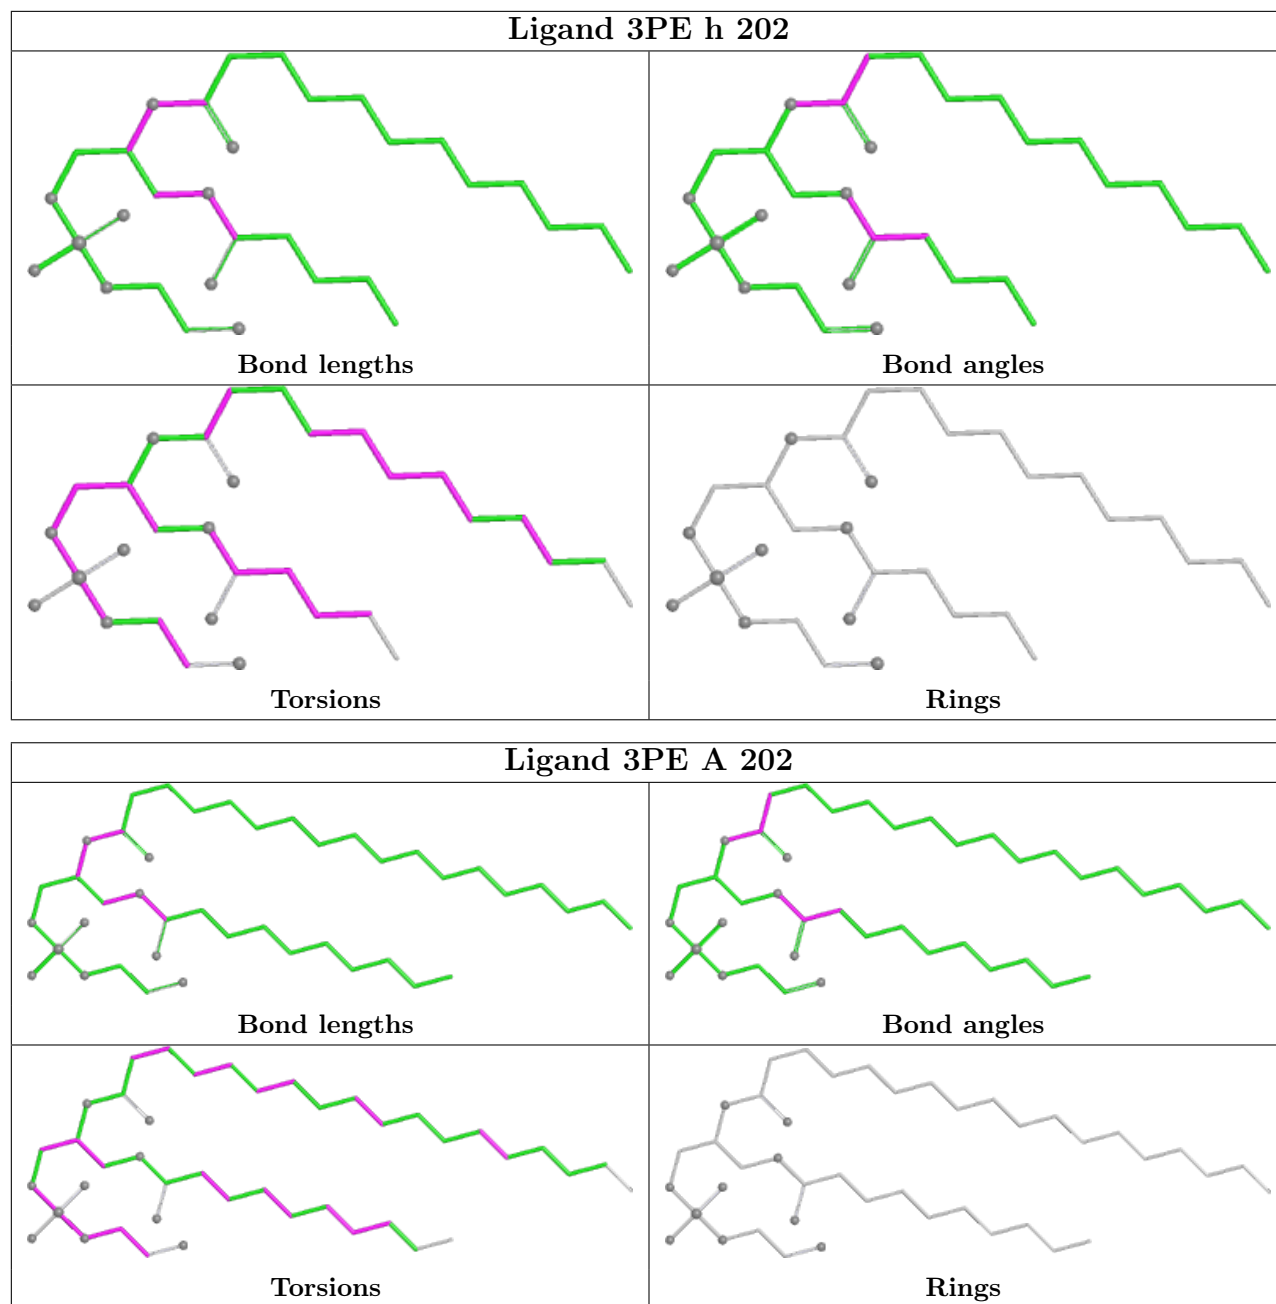 Ligand 3PE h 202
Bond lengths
Bond angles
Torsions
Rings
Ligand 3PE A 202
Bond lengths
Bond angles
Torsions
Rings